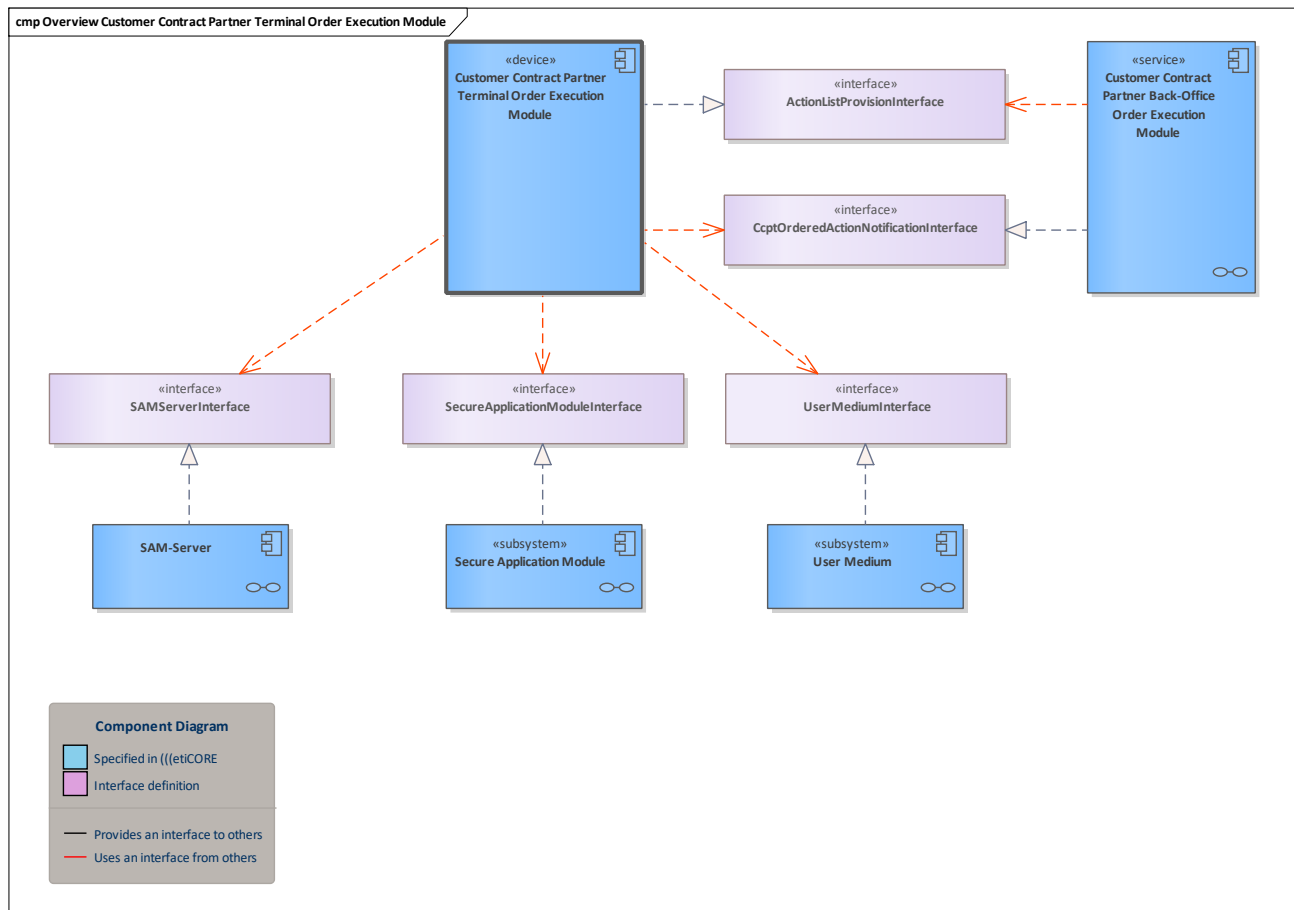 cmp Overview Customer Contract Partner Terminal Order Execution Module
«device»
Customer Contract Partner
Terminal Order Execution
Module
«interface»
ActionListProvisionInterface
«service»
Customer Contract
Partner Back-Office
Order Execution
Module
«interface»
CcptOrderedActionNotificationInterface
«interface»
SAMServerInterface
«interface»
SecureApplicationModuleInterface
«interface»
UserMediumInterface
SAM-Server
«subsystem»
Secure Application Module
«subsystem»
User Medium
Component Diagram
Specified in (((etiCORE
Interface definition
Provides an interface to others
Uses an interface from others